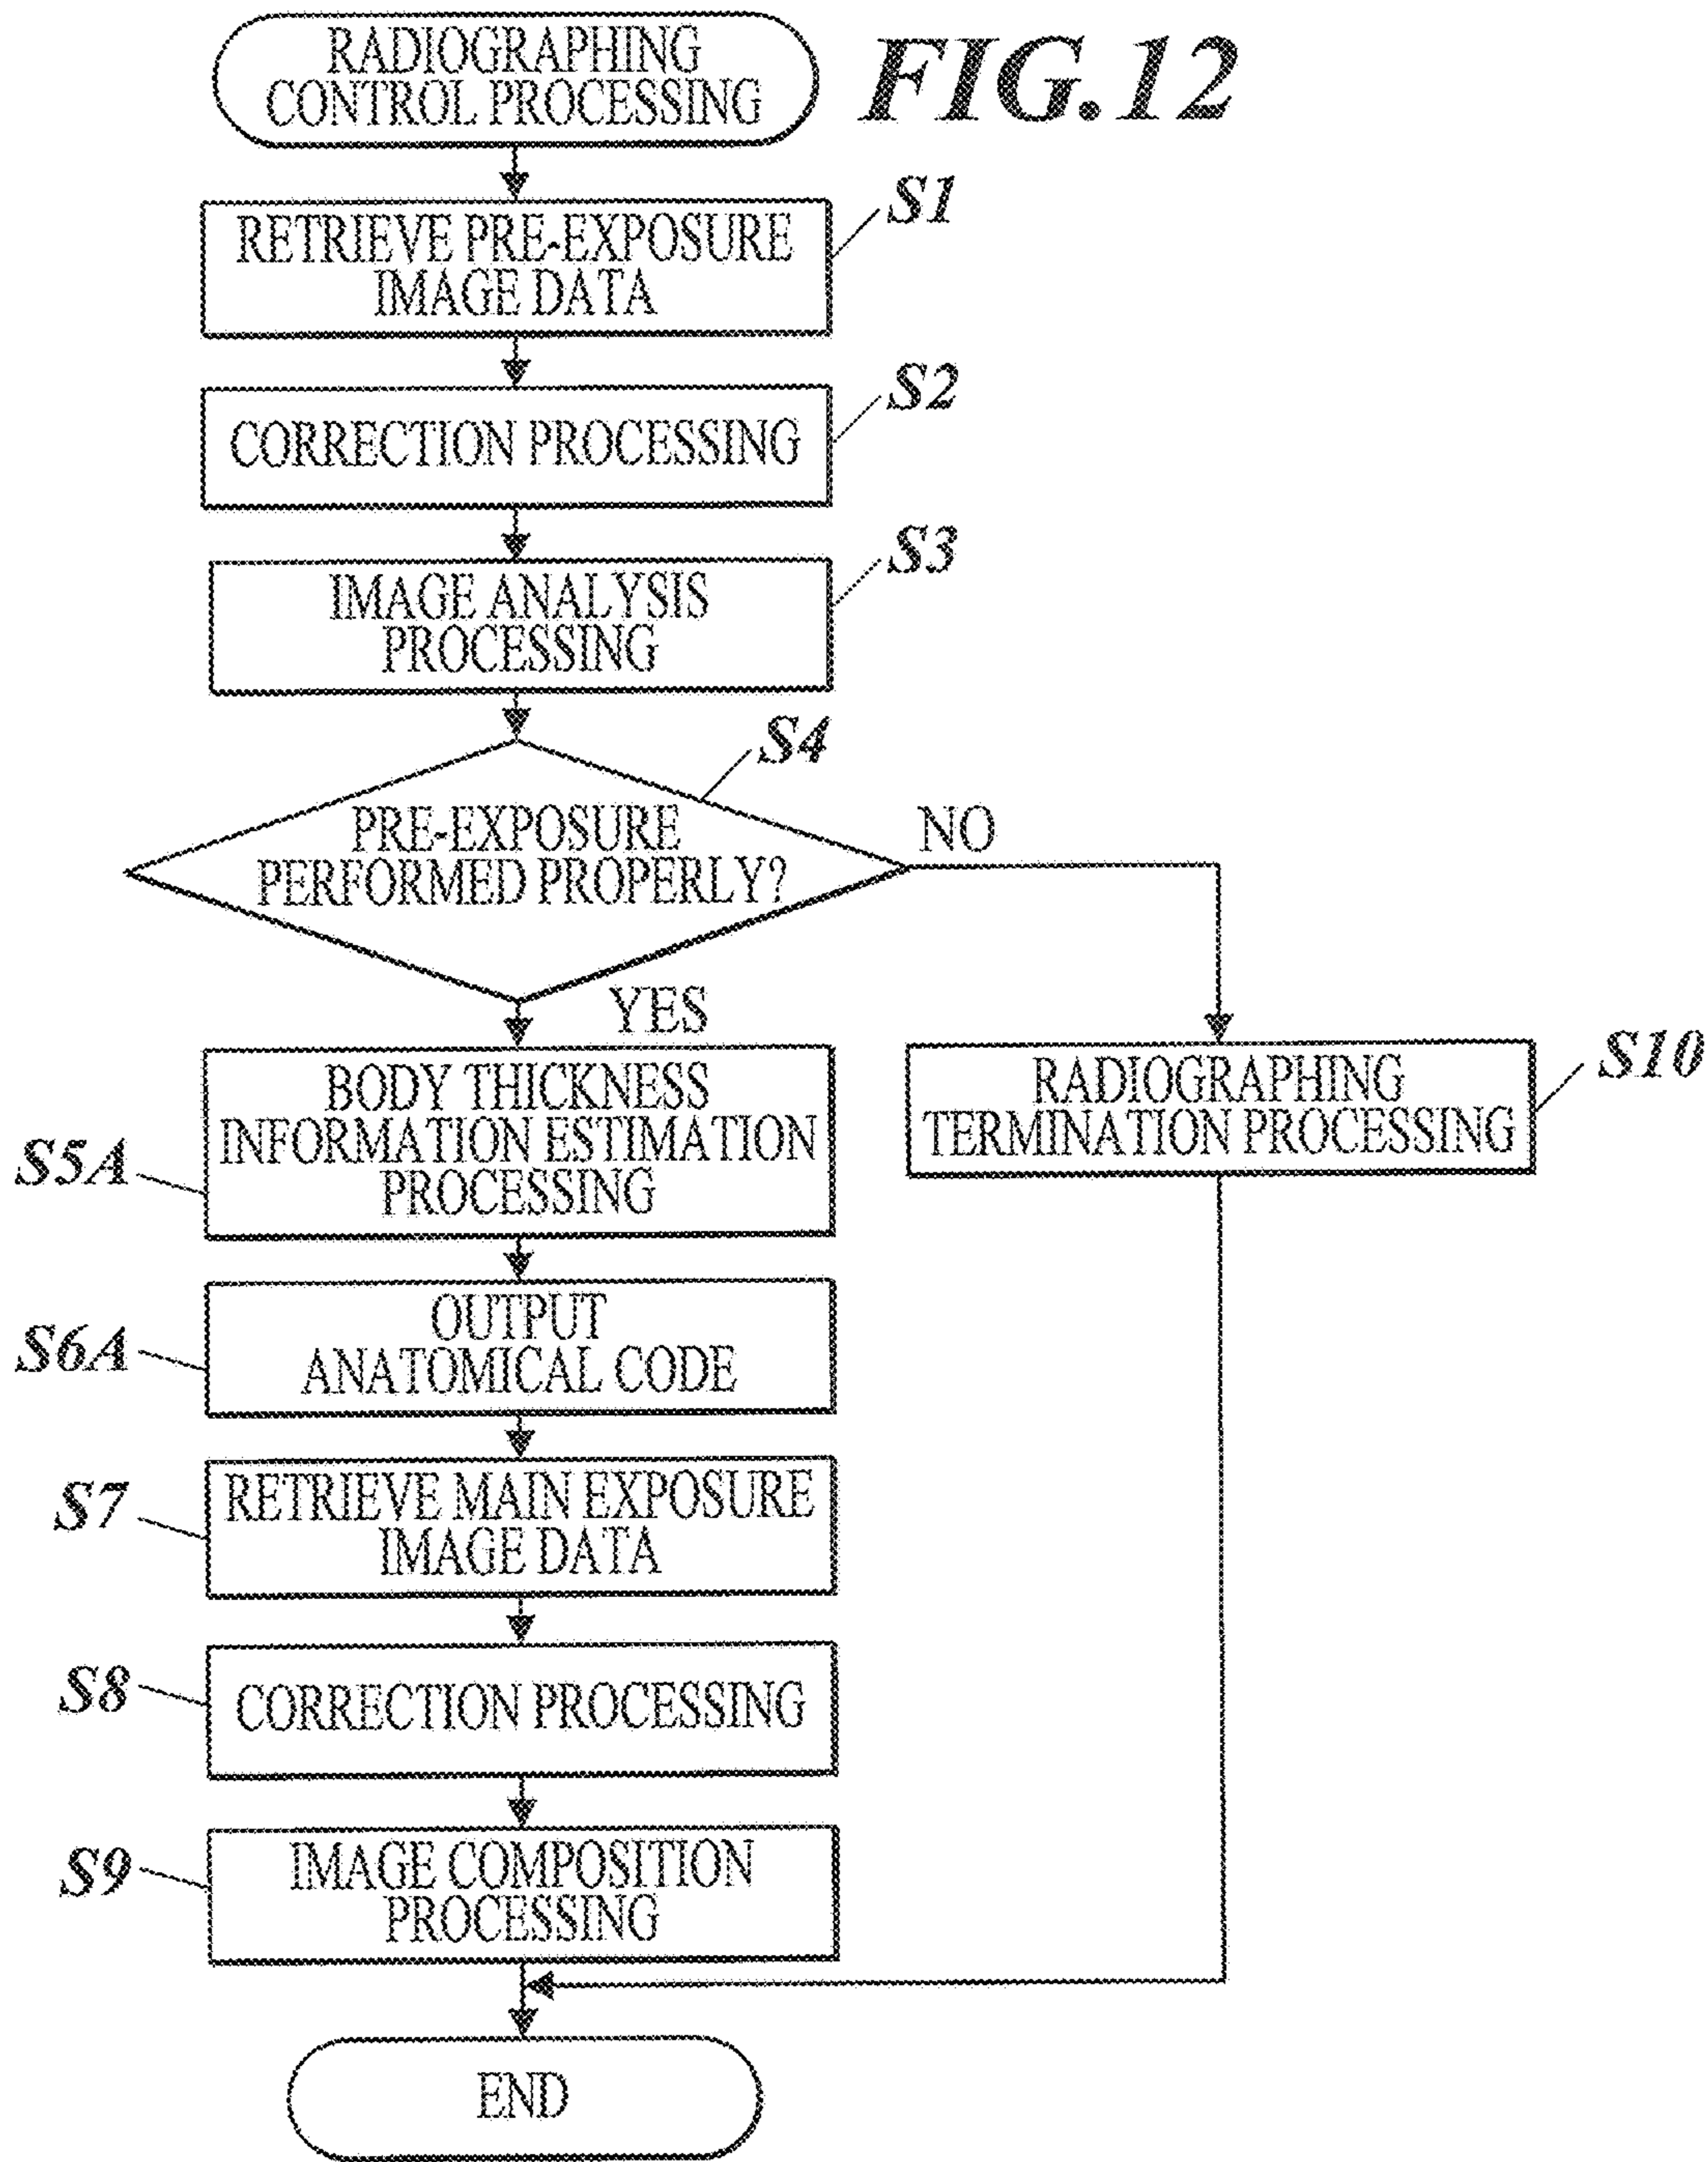 RADIOGRAPHING
CONTROL PROCESSING
FIG.12
S1
RETRIEVE PRE-EXPOSURE
IMAGE DATA
S2
CORRECTION PROCESSING
S3
IMAGE ANALYSIS
PROCESSING
S4
PRE-EXPOSURE
PERFORMED PROPERLY?
NO
YES
S5A
BODY THICKNESS
INFORMATION ESTIMATION
PROCESSING
RADIOGRAPHING
TERMINATION PROCESSING
S10
S6A
OUTPUT
ANATOMICAL CODE
S7
RETRIEVE MAIN EXPOSURE
IMAGE DATA
S8
CORRECTION PROCESSING
S9
IMAGE COMPOSITION
PROCESSING
END